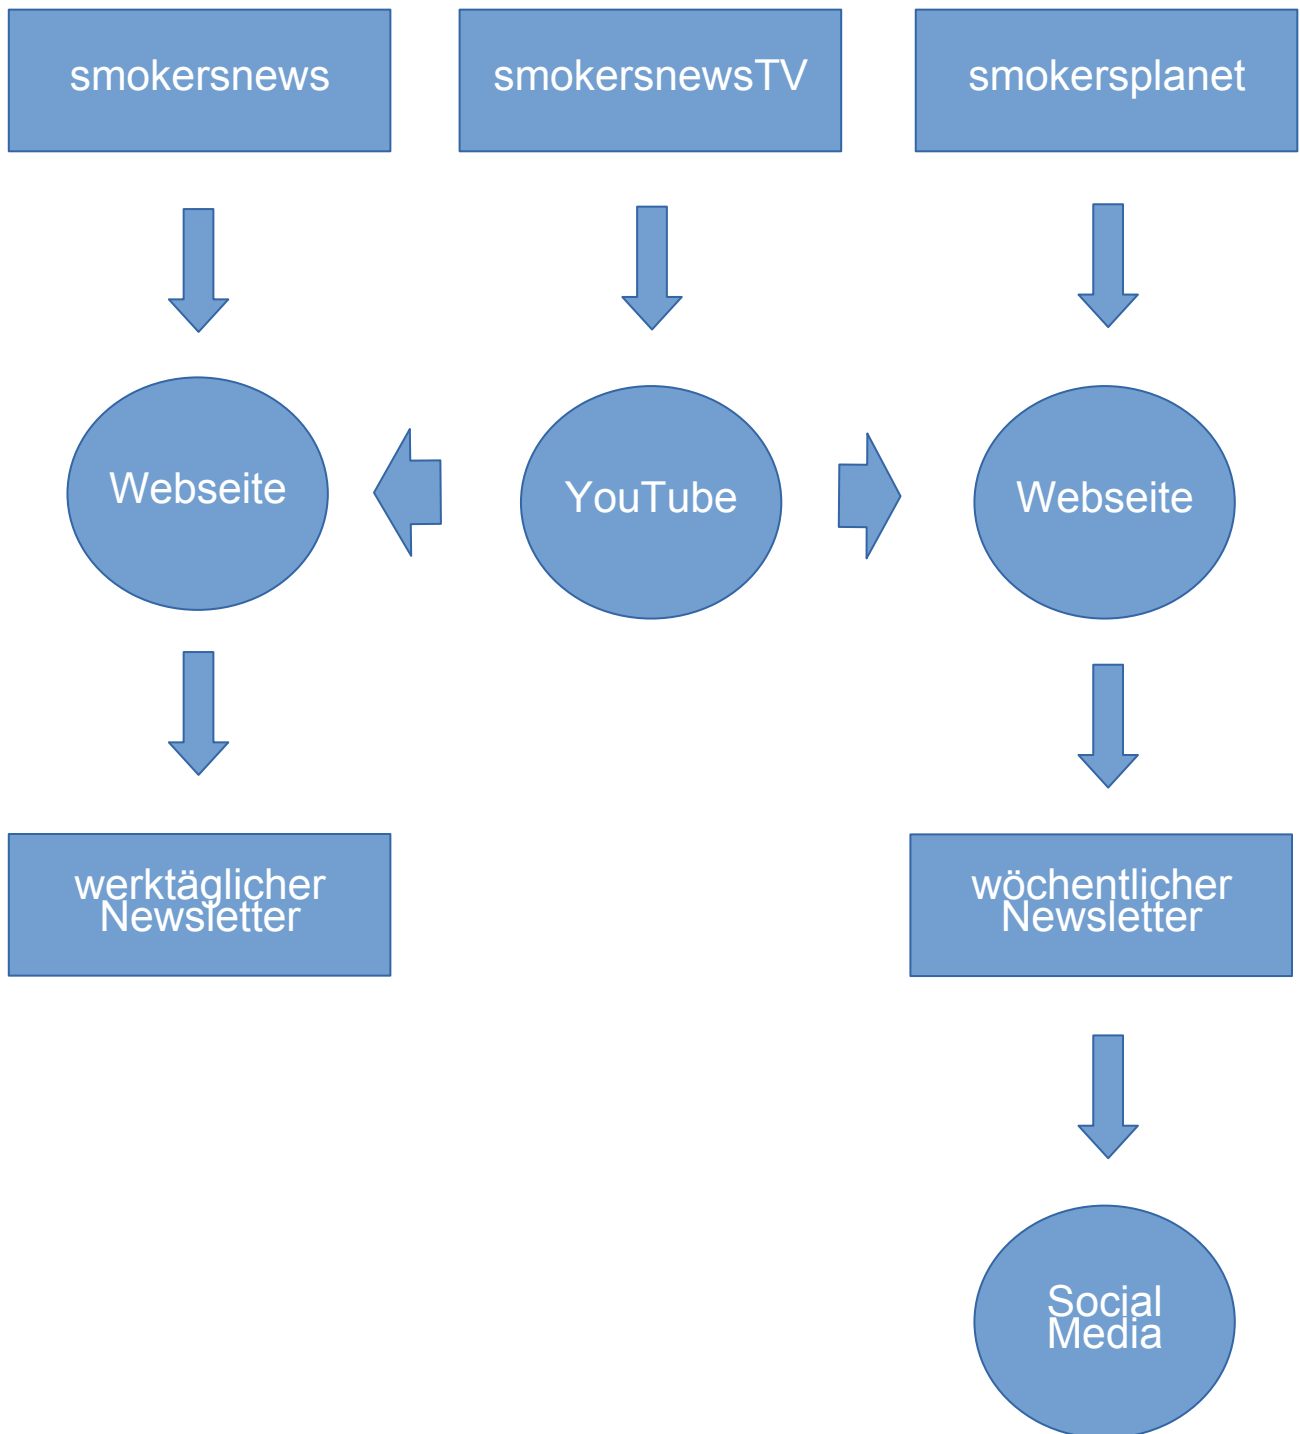 smokersnews
smokersnewsTV
smokersplanet
Webseite
YouTube
Webseite
werktäglicher
Newsletter
wöchentlicher
Newsletter
Social
Media